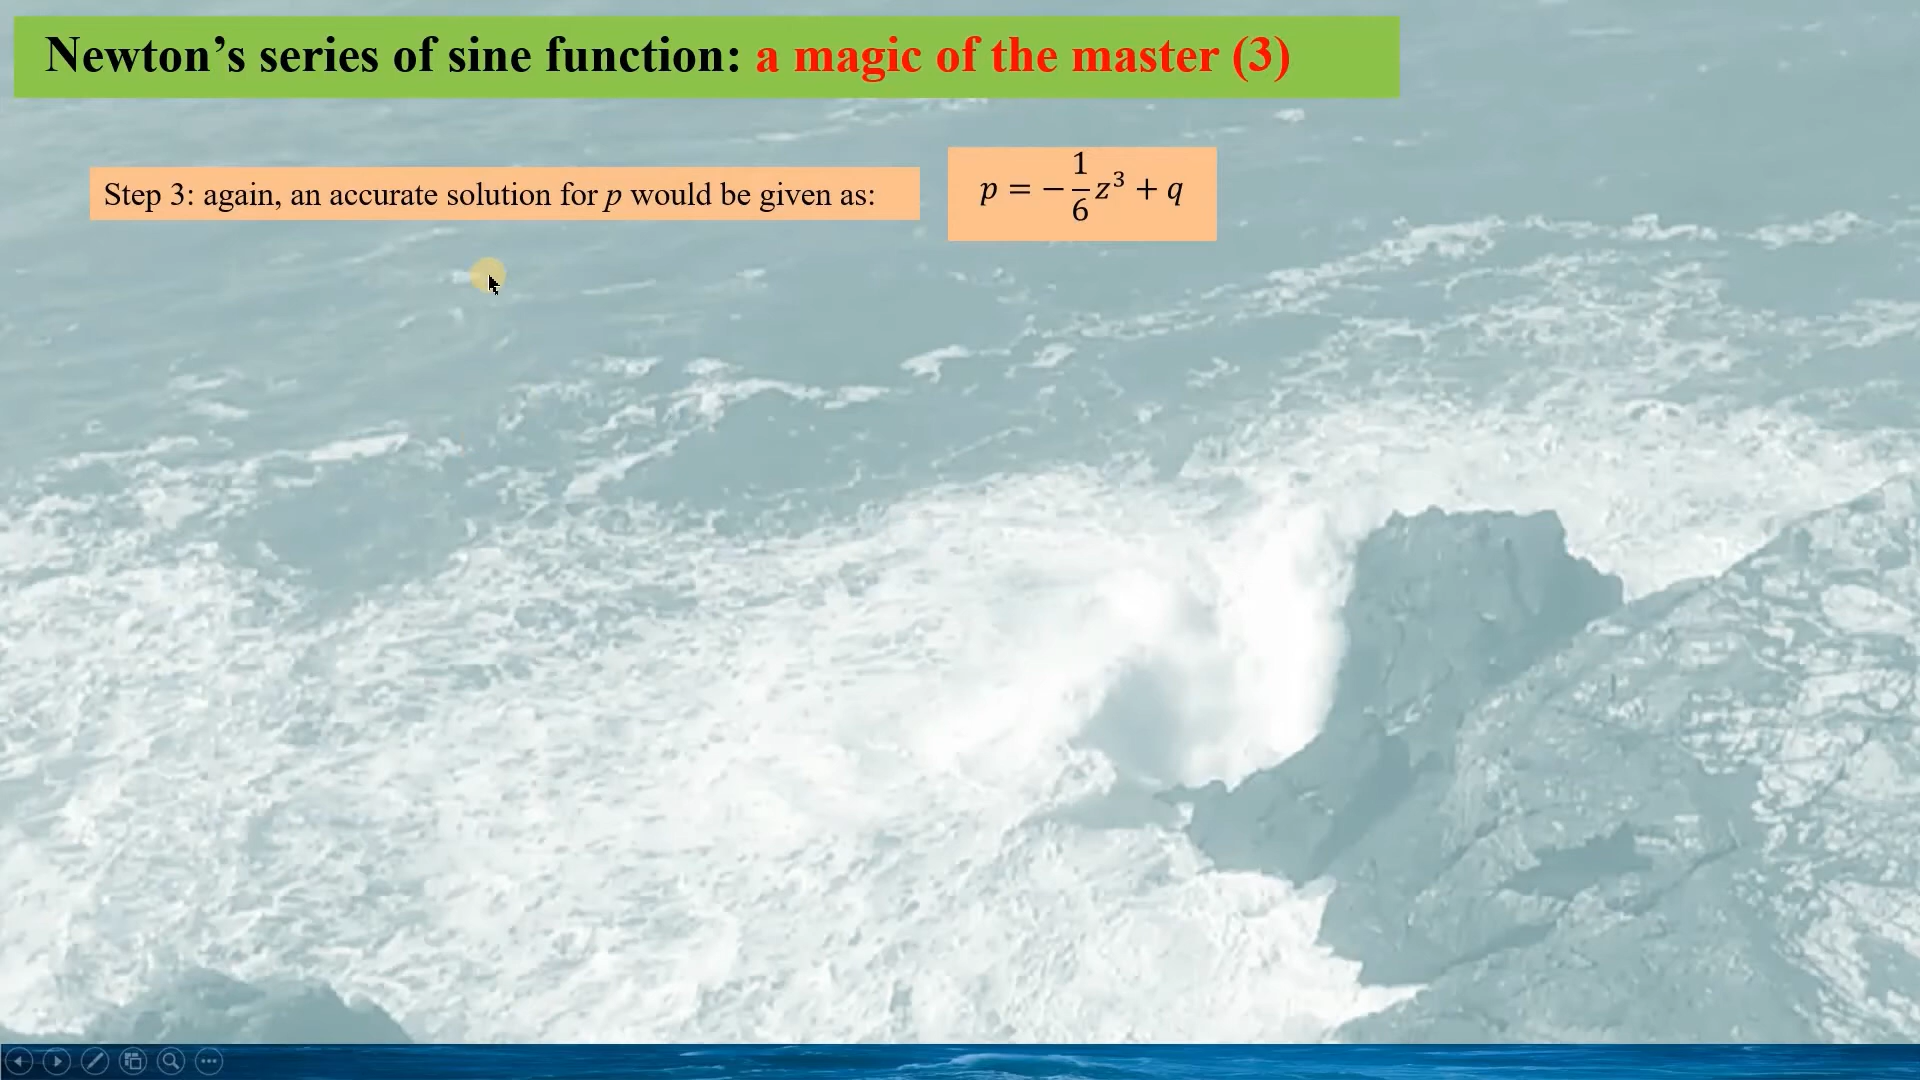 Newton’s series of sine function: a magic of the master (3)
Step 3: again, an accurate solution for p would be given as:
p = −\frac{1}{6}z³ + q